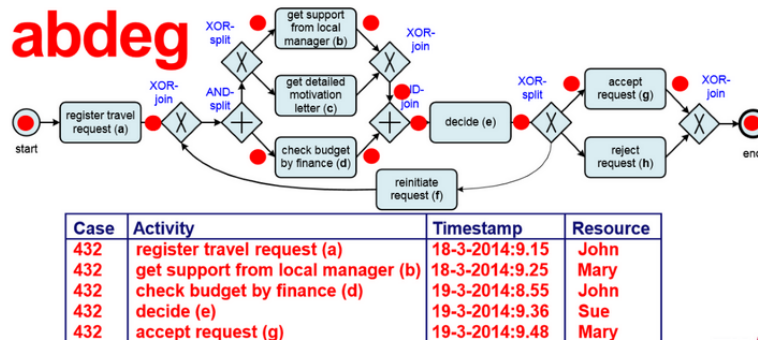 abdeg
XOR-
split
get support
from local
manager (b)
XOR-
join
get detailed
motivation
letter (c)
XOR-
join
AND-
split
join
XOR-
split
accept
request (g)
XOR-
join
register travel
request (a)
start
check budget
by finance (d)
decide (e)
reject
request (h)
end
reinitiate
request (f)
Case Activity Timestamp Resource
432 register travel request (a) 18-3-2014:9.15 John
432 get support from local manager (b) 18-3-2014:9.25 Mary
432 check budget by finance (d) 19-3-2014:8.55 John
432 decide (e) 19-3-2014:9.36 Sue
432 accept request (g) 19-3-2014:9.48 Mary